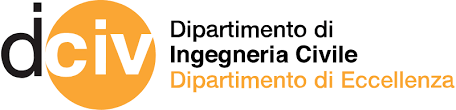 dciv
Dipartimento di
Ingegneria Civile
Dipartimento di Eccellenza